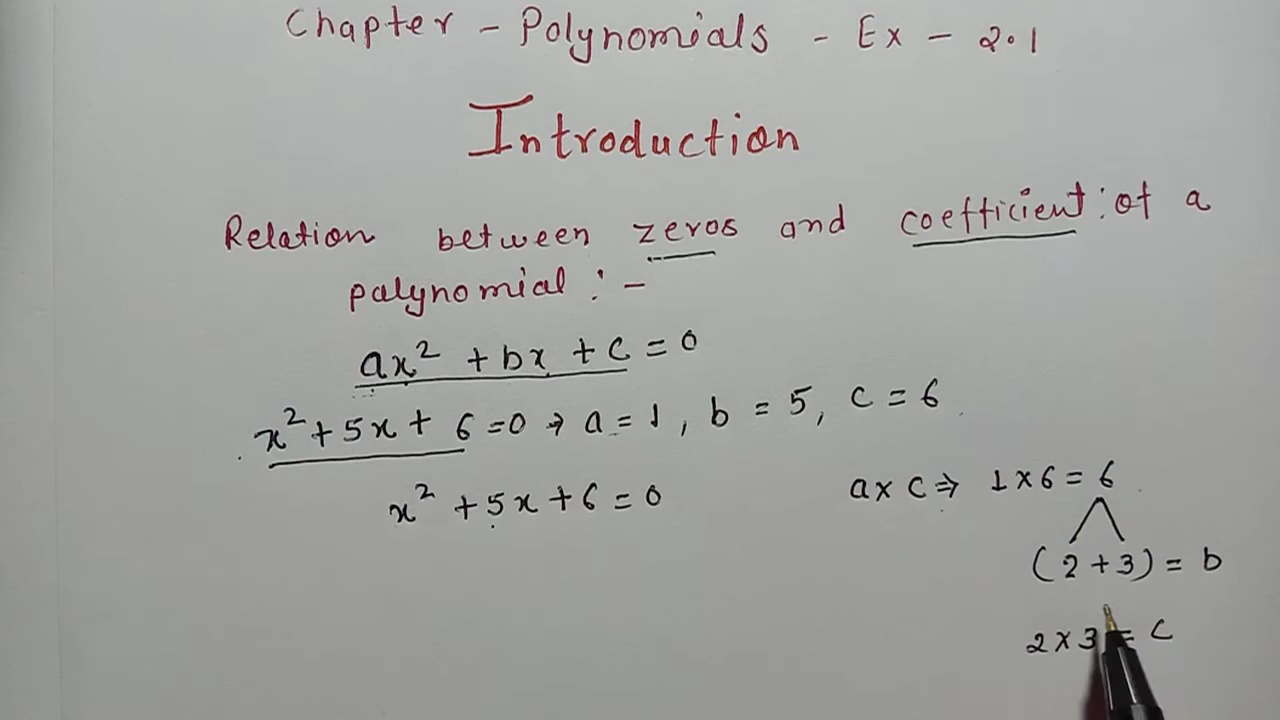 Chapter - Polynomials - Ex - 2.1
Introduction
Relation between zeros and coefficient : of a
palynomial : -
ax² + bx + c = 0
x² + 5x + 6 = 0 ⇒ a = 1, b = 5, c = 6
x² + 5x + 6 = 0
a x c ⇒ 1 x 6 = 6
(2 + 3) = b
2 x 3 = c